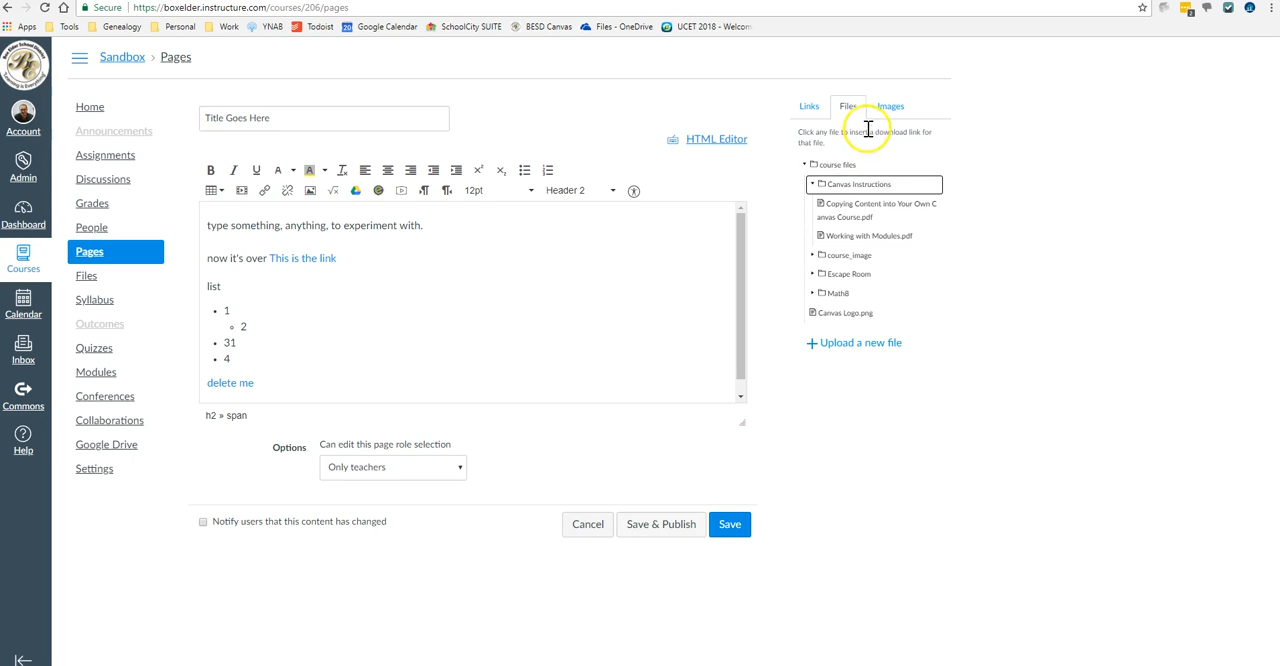 Secure https://boxelder.instructure.com/courses/206/pages
Apps Tools Genealogy Personal Work YNAB Todoist Google Calendar SchoolCity SUITE BESD Canvas Files - OneDrive UCET 2018 - Welcom
Sandbox > Pages
Account
Admin
Dashboard
Courses
Calendar
Inbox
Commons
Help
Home
Announcements
Assignments
Discussions
Grades
People
Pages
Files
Syllabus
Outcomes
Quizzes
Modules
Conferences
Collaborations
Google Drive
Settings
Title Goes Here
HTML Editor
12pt Header 2
type something, anything, to experiment with.
now it's over This is the link
list
1
2
31
4
delete me
h2 » span
Options Can edit this page role selection
Only teachers
Notify users that this content has changed
Cancel Save & Publish Save
Links Files Images
Click any file to insert a download link for
that file.
course files
Canvas Instructions
Copying Content into Your Own C
anvas Course.pdf
Working with Modules.pdf
course_image
Escape Room
Math8
Canvas Logo.png
Upload a new file